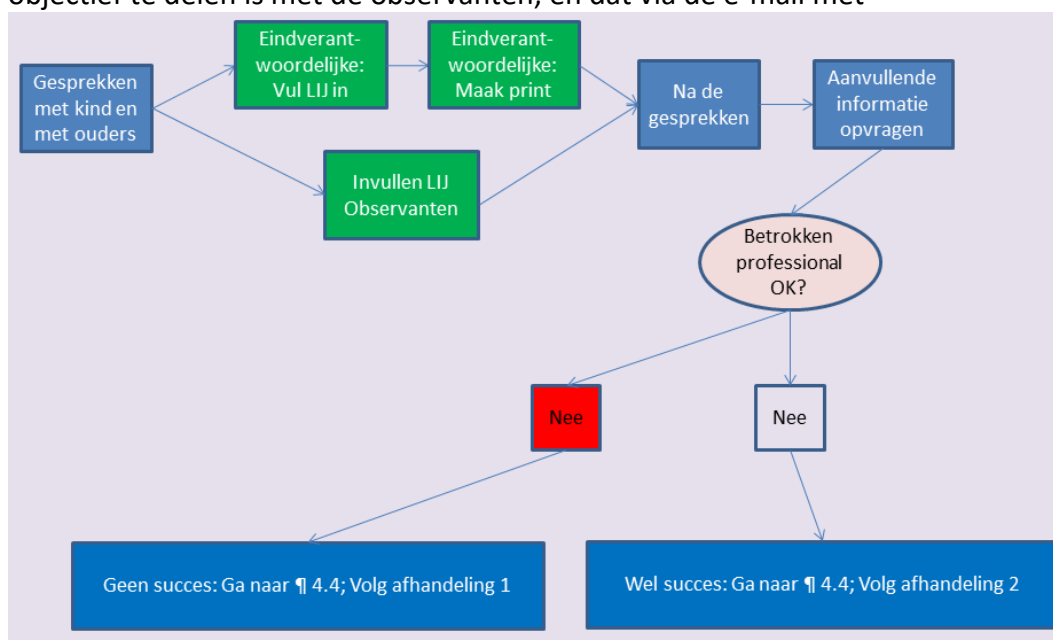 objectief te delen is met de observanten, en dat via de e-mail met
Gesprekken
met kind en
met ouders
Eindverant-
woordelijke:
Vul LIJ in
Eindverant-
woordelijke:
Maak print
Invullen LIJ
Observanten
Na de
gesprekken
Aanvullende
informatie
opvragen
Betrokken
professional
OK?
Nee
Nee
Geen succes: Ga naar ¶ 4.4; Volg afhandeling 1
Wel succes: Ga naar ¶ 4.4; Volg afhandeling 2